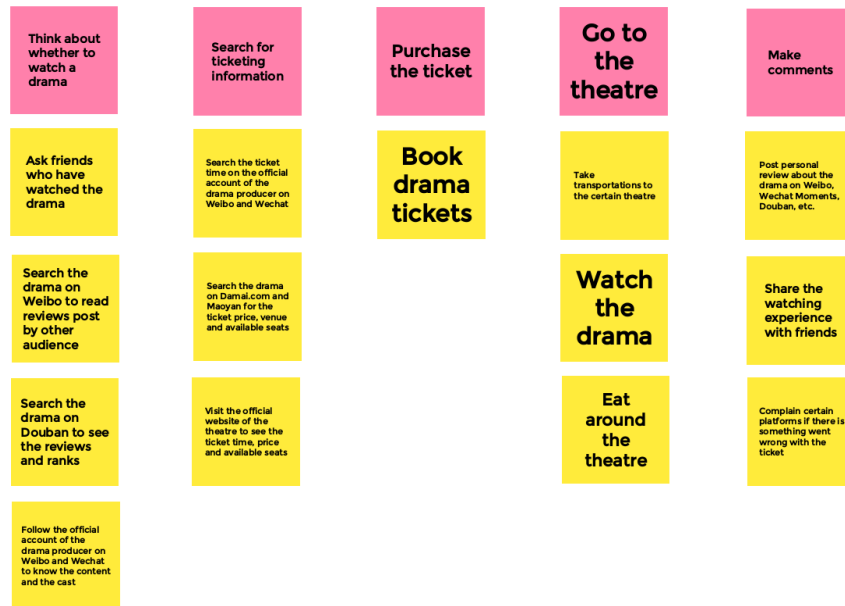 Think about
whether to
watch a
drama
Search for
ticketing
information
Purchase
the ticket
Go to
the
theatre
Make
comments
Ask friends
who have
watched the
drama
Search the ticket
time on the official
account of the
drama producer on
Weibo and Wechat
Book
drama
tickets
Take
transportations to
the certain theatre
Post personal
review about the
drama on Weibo,
Wechat Moments,
Douban, etc.
Search the
drama on
Weibo to read
reviews post
by other
audience
Search the drama
on Damai.com and
Maoyan for the
ticket price, venue
and available seats
Watch
the
drama
Share the
watching
experience
with friends
Search the
drama on
Douban to see
the reviews
and ranks
Visit the official
website of the
theatre to see the
ticket time, price
and available seats
Eat
around
the
theatre
Complain certain
platforms if there is
something went
wrong with the
ticket
Follow the official
account of the
drama producer on
Weibo and Wechat
to know the content
and the cast